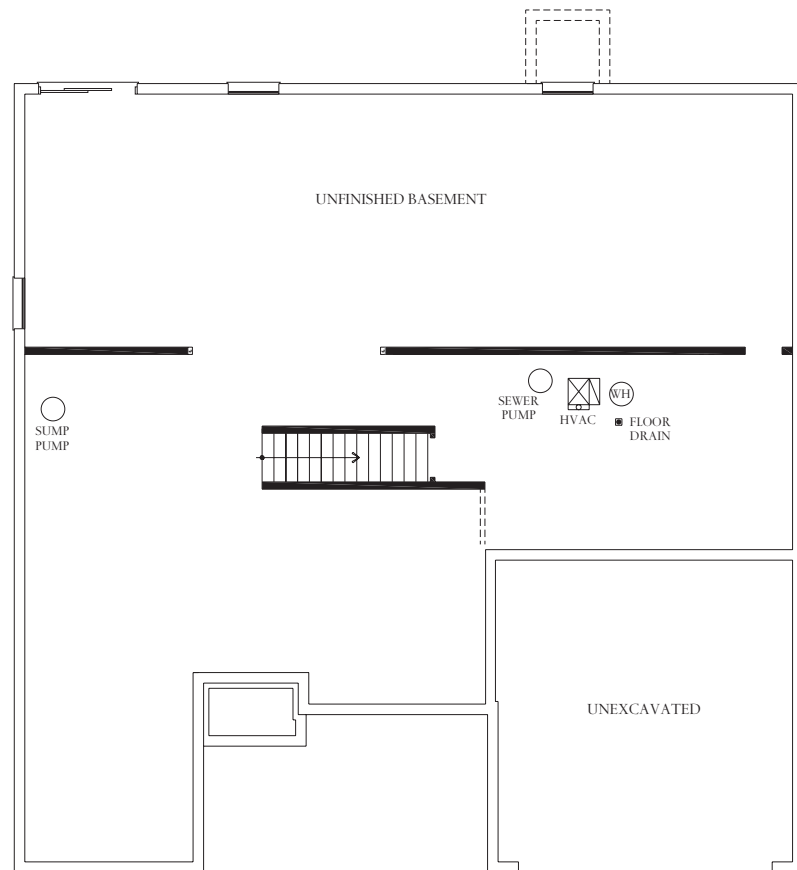 UNFINISHED BASEMENT
SEWER
PUMP
HVAC
WH
FLOOR
DRAIN
SUMP
PUMP
UNEXCAVATED